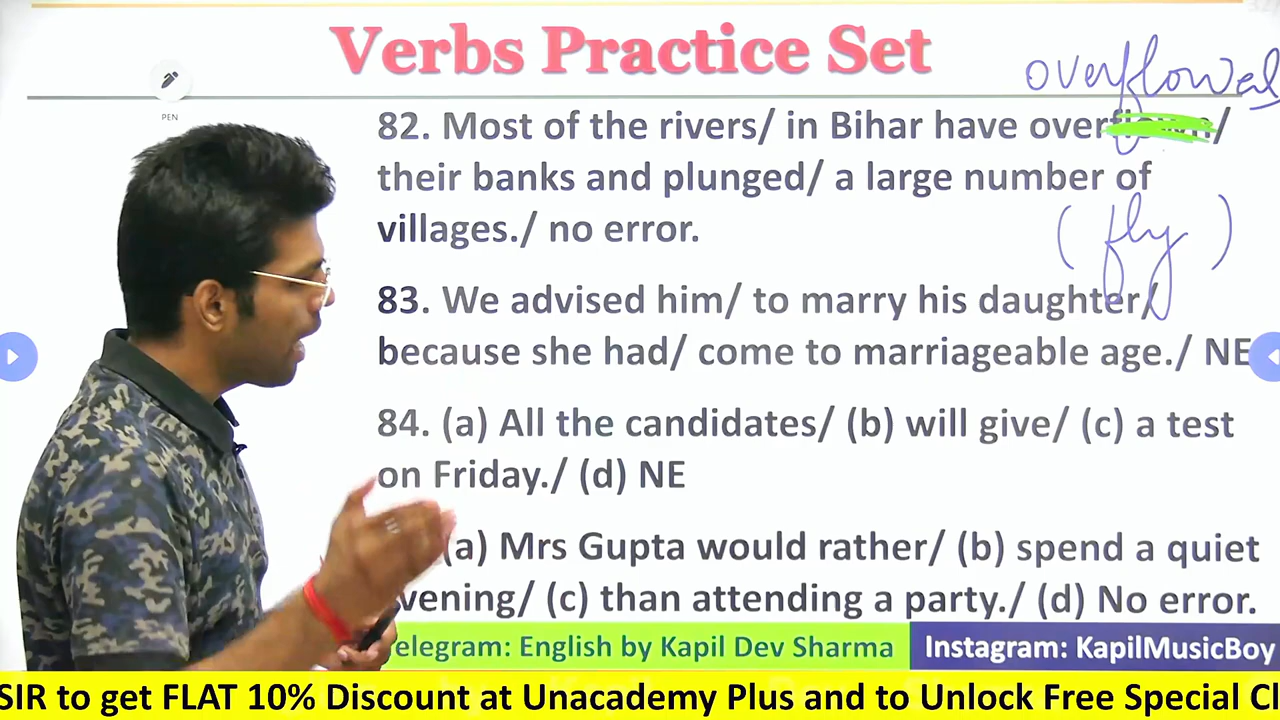 Verbs Practice Set
overflowed
PEN
82. Most of the rivers/ in Bihar have overflown/
their banks and plunged/ a large number of
villages./ no error.
( fly )
83. We advised him/ to marry his daughter/
because she had/ come to marriageable age./ NE
84. (a) All the candidates/ (b) will give/ (c) a test
on Friday./ (d) NE
(a) Mrs Gupta would rather/ (b) spend a quiet
vening/ (c) than attending a party./ (d) No error.
elegram: English by Kapil Dev Sharma
Instagram: KapilMusicBoy
SIR to get FLAT 10% Discount at Unacademy Plus and to Unlock Free Special Cl